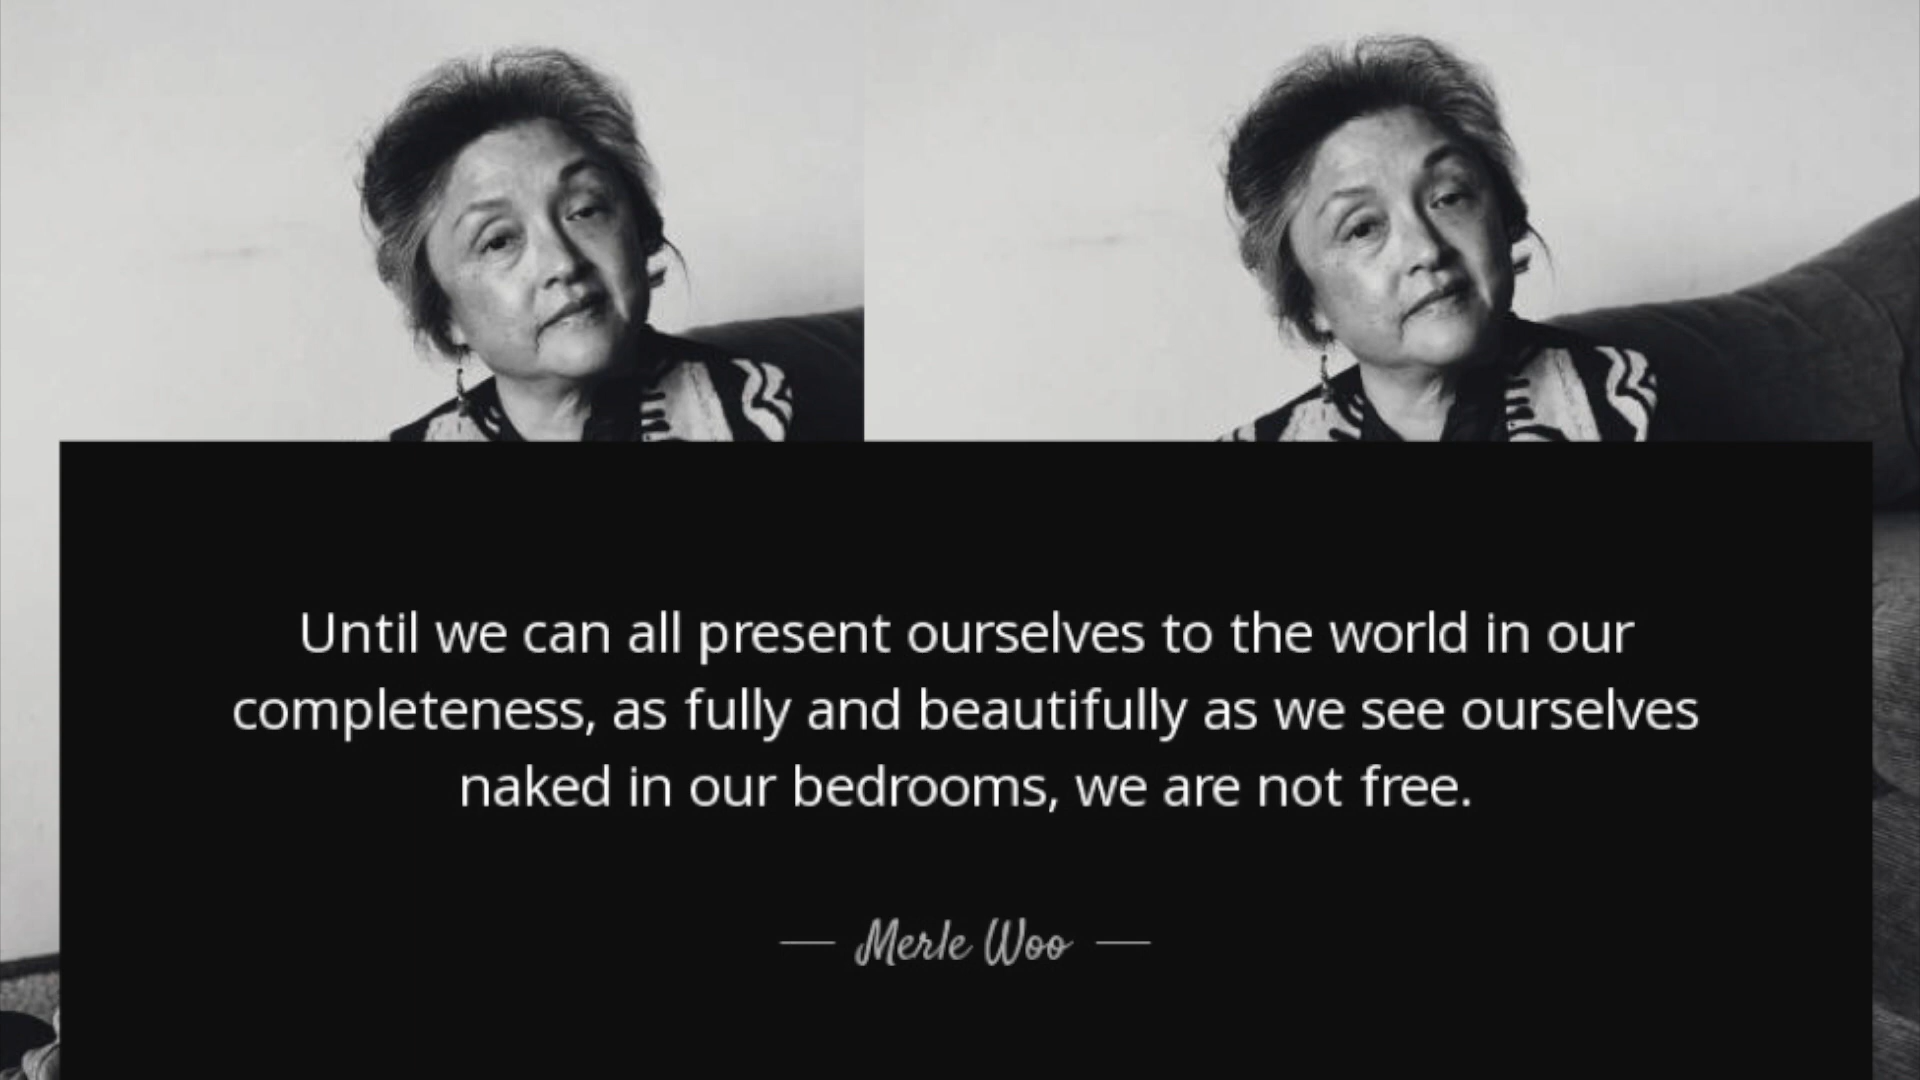 Until we can all present ourselves to the world in our
completeness, as fully and beautifully as we see ourselves
naked in our bedrooms, we are not free.
— Merle Woo —